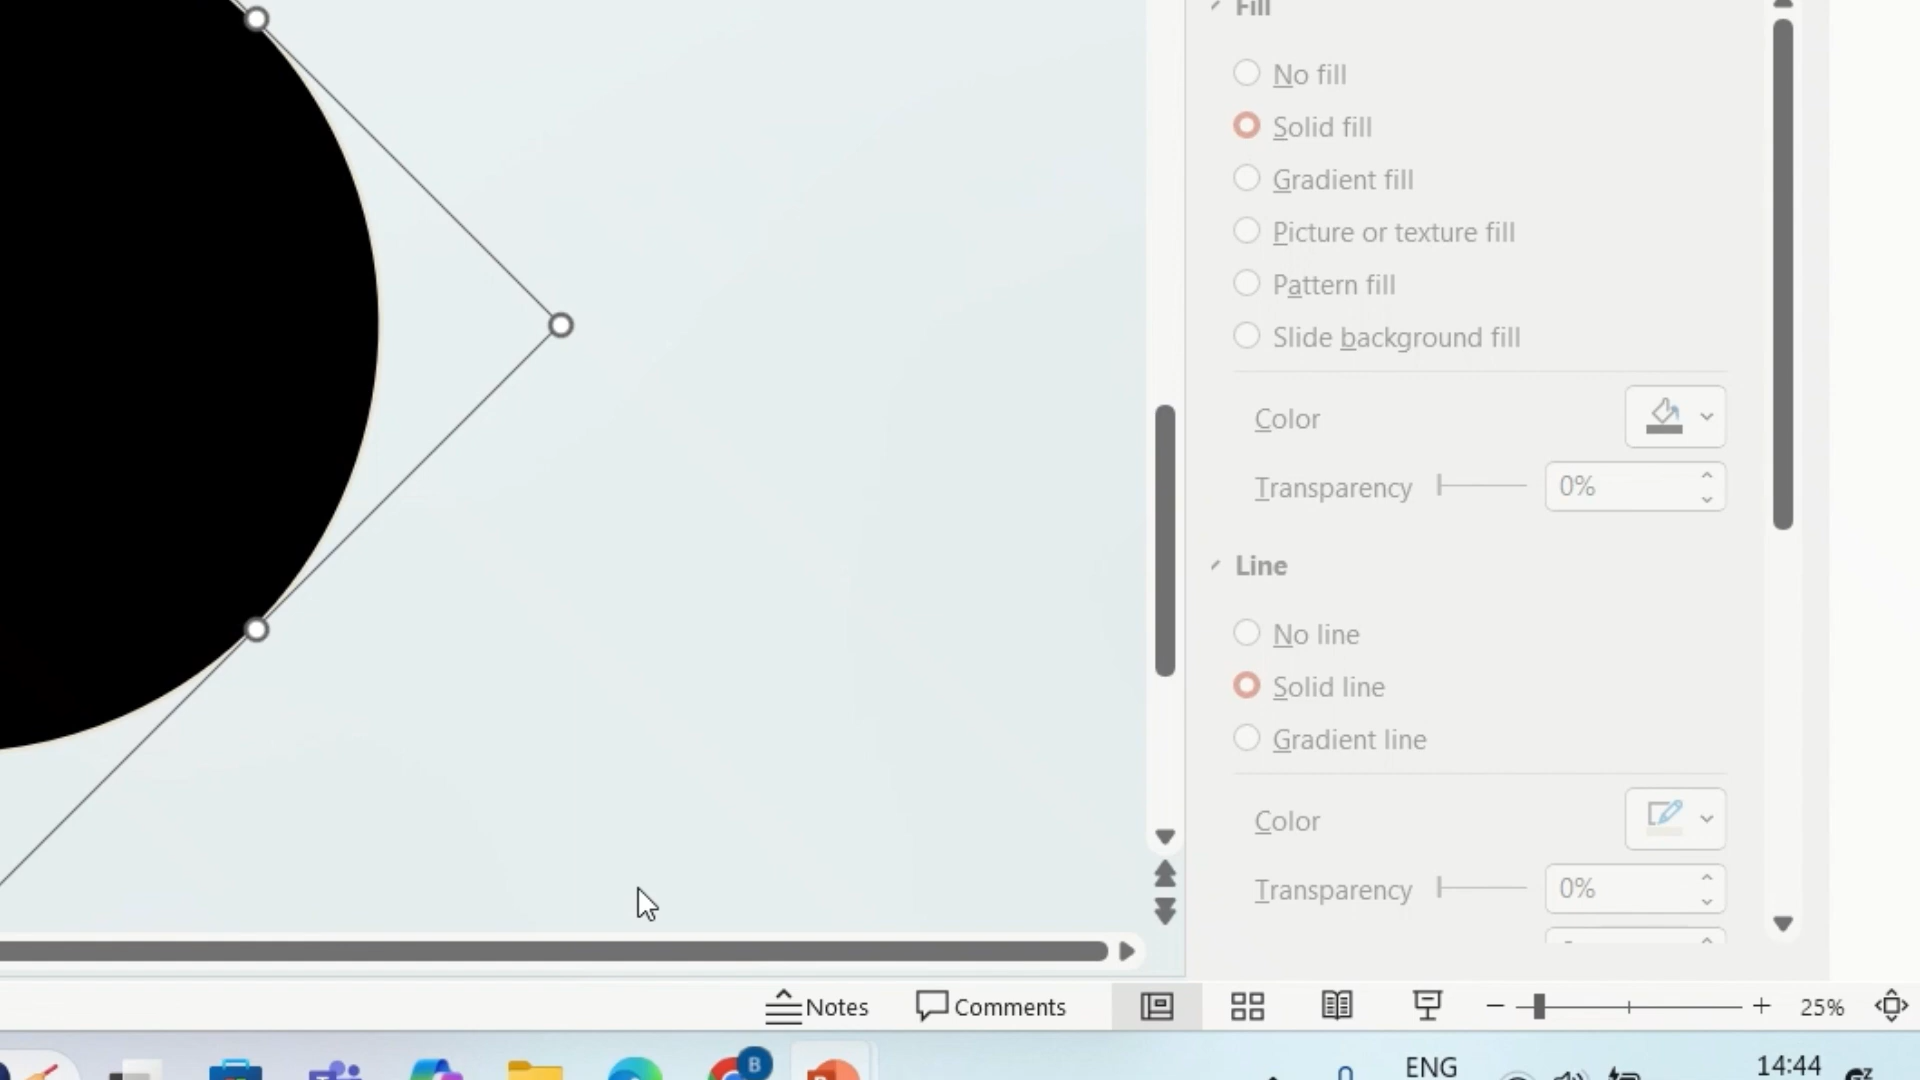 Fill
No fill
Solid fill
Gradient fill
Picture or texture fill
Pattern fill
Slide background fill
Color
Transparency 0%
Line
No line
Solid line
Gradient line
Color
Transparency 0%
Notes Comments 25%
B
ENG 14:44